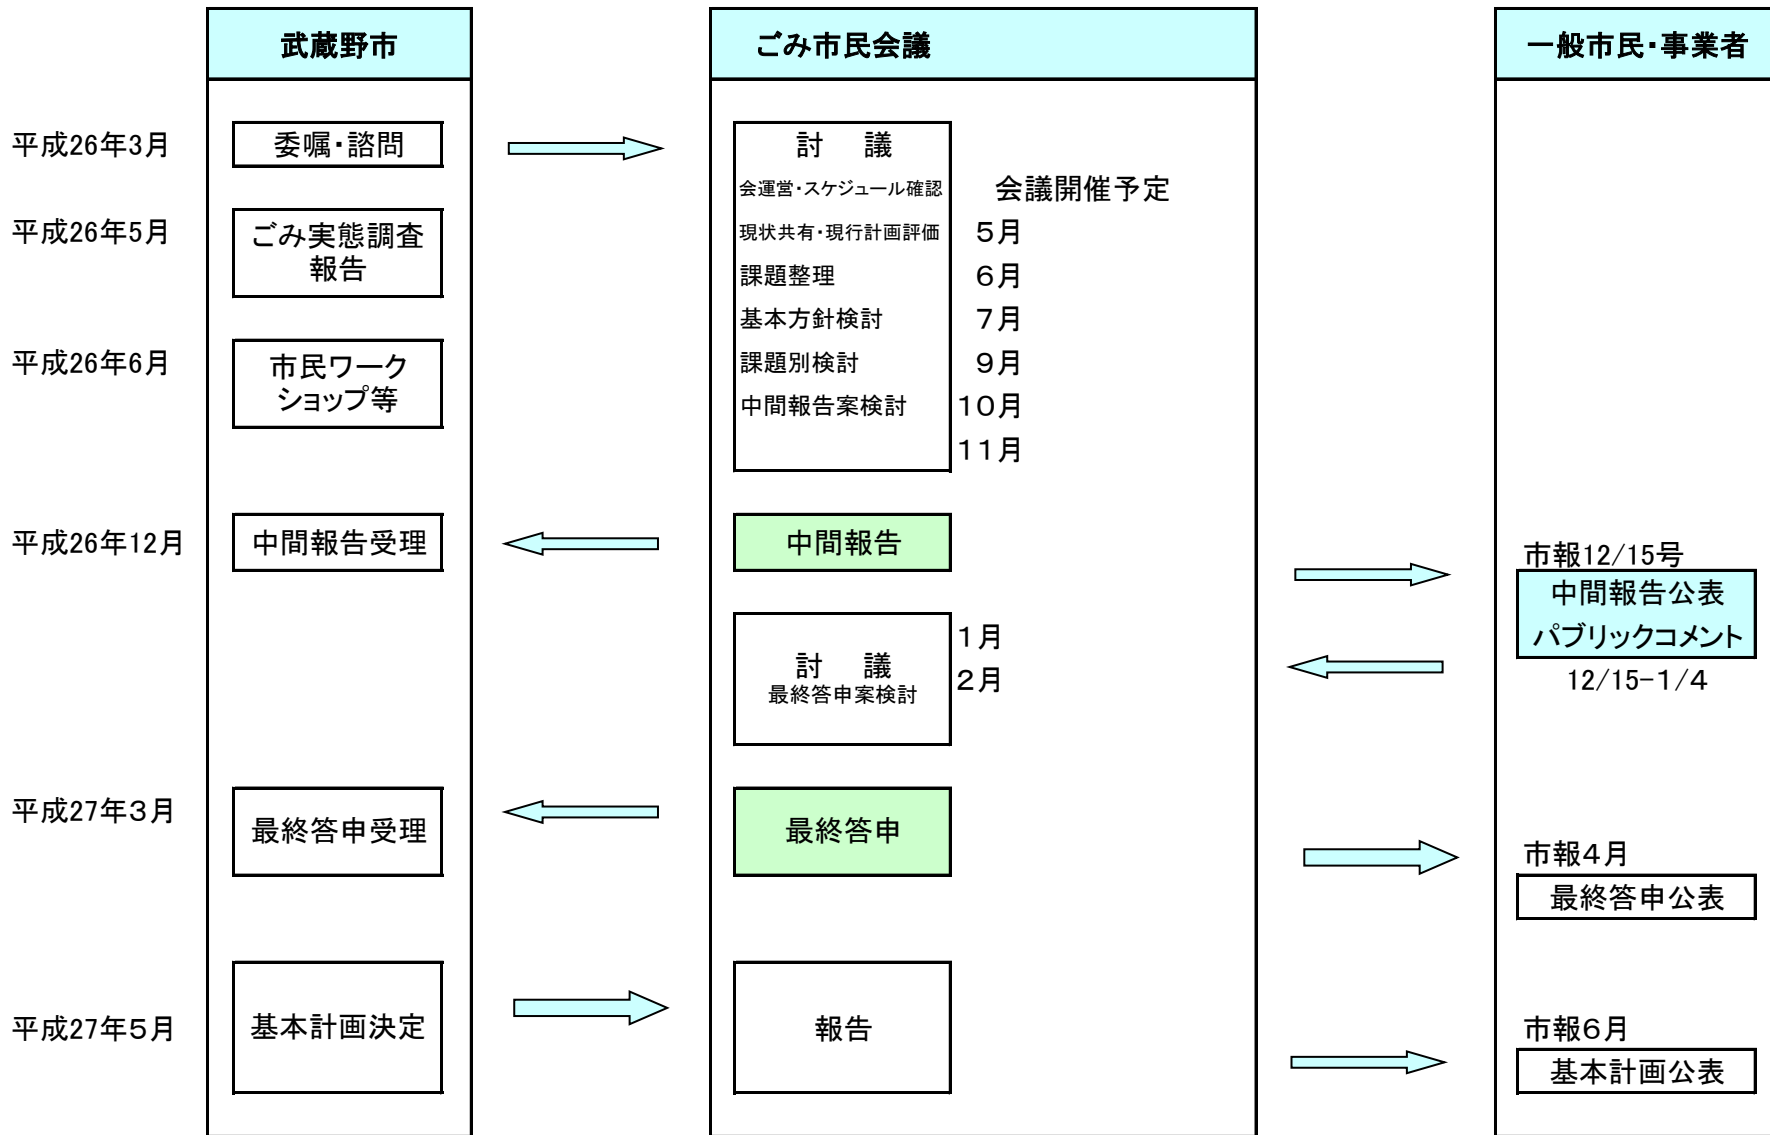 武蔵野市
ごみ市民会議
一般市民・事業者
平成26年3月
委嘱・諮問
討　議
会運営・スケジュール確認
会議開催予定
平成26年5月
ごみ実態調査
報告
現状共有・現行計画評価
5月
課題整理
6月
基本方針検討
7月
平成26年6月
市民ワーク
ショップ等
課題別検討
9月
中間報告案検討
10月
11月
平成26年12月
中間報告受理
中間報告
市報12/15号
中間報告公表
パブリックコメント
12/15-1/4
討　議
最終答申案検討
1月
2月
平成27年3月
最終答申受理
最終答申
市報4月
最終答申公表
平成27年5月
基本計画決定
報告
市報6月
基本計画公表